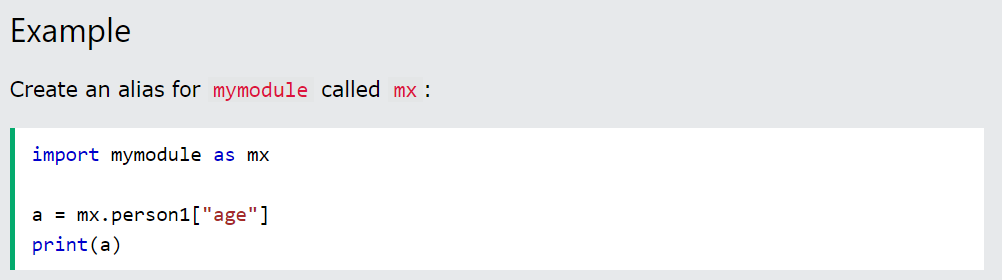 Example
Create an alias for mymodule called mx :
import mymodule as mx
a = mx.person1["age"]
print(a)